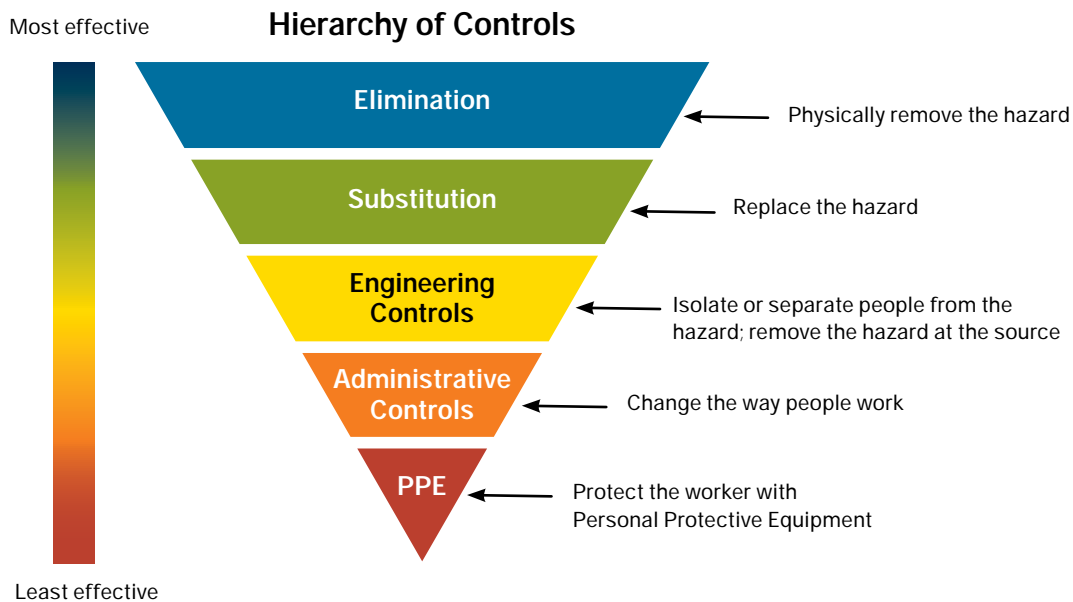 Most effective
Hierarchy of Controls
Elimination
Physically remove the hazard
Substitution
Replace the hazard
Engineering
Controls
Isolate or separate people from the
hazard; remove the hazard at the source
Administrative
Controls
Change the way people work
PPE
Protect the worker with
Personal Protective Equipment
Least effective